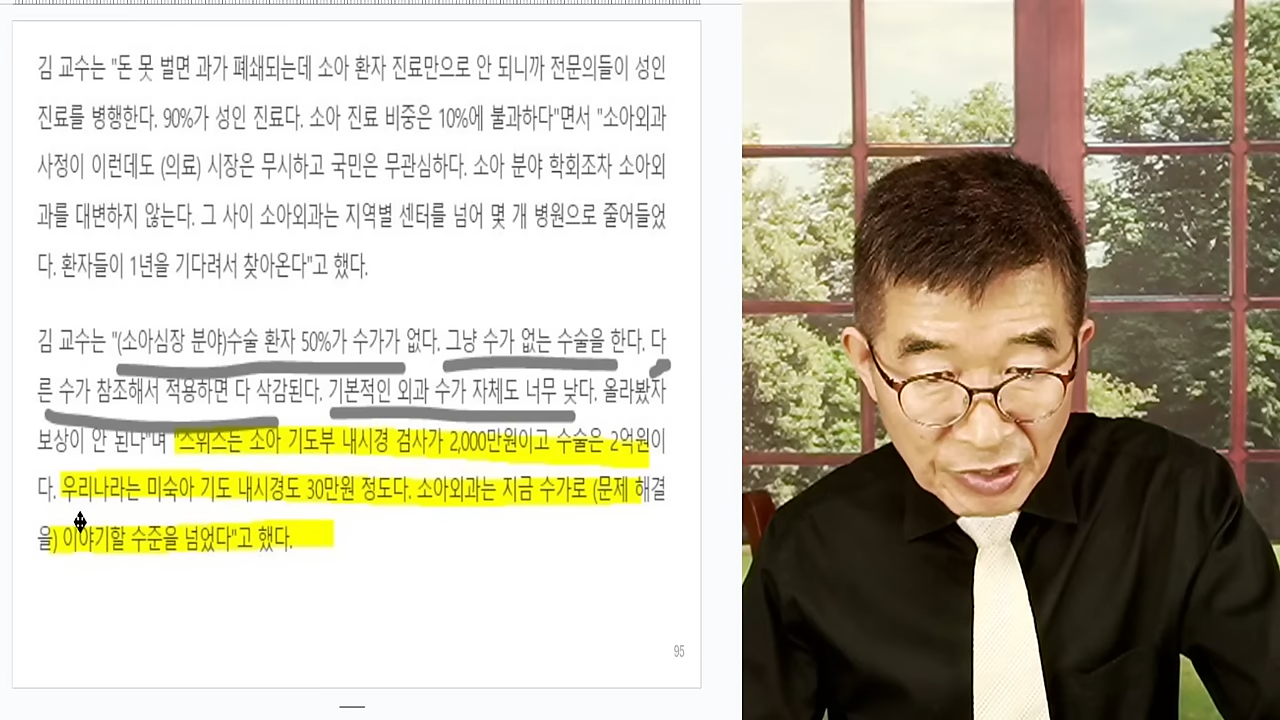 김 교수는 "돈 못 벌면 과가 폐쇄되는데 소아 환자 진료만으로 안 되니까 전문의들이 성인
진료를 병행한다. 90%가 성인 진료다. 소아 진료 비중은 10%에 불과하다"면서 "소아외과
사정이 이런데도 (의료) 시장은 무시하고 국민은 무관심하다. 소아 분야 학회조차 소아외
과를 대변하지 않는다. 그 사이 소아외과는 지역별 센터를 넘어 몇 개 병원으로 줄어들었
다. 환자들이 1년을 기다려서 찾아온다"고 했다.
김 교수는 "(소아심장 분야)수술 환자 50%가 수가가 없다. 그냥 수가 없는 수술을 한다. 다
른 수가 참조해서 적용하면 다 삭감된다. 기본적인 외과 수가 자체도 너무 낮다. 올라봤자
보상이 안 된다"며 "스위스는 소아 기도부 내시경 검사가 2,000만원이고 수술은 2억원이
다. 우리나라는 미숙아 기도 내시경도 30만원 정도다. 소아외과는 지금 수가로 (문제 해결
을) 이야기할 수준을 넘었다"고 했다.
95